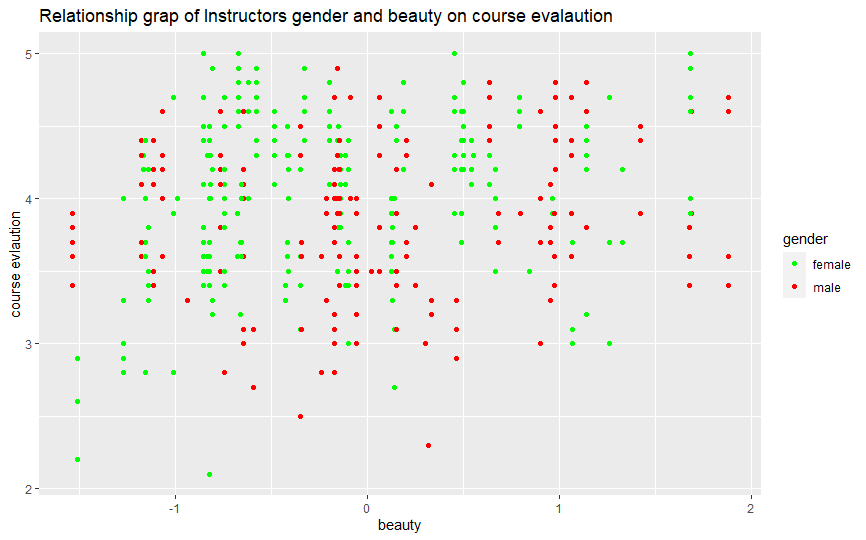 Relationship grap of Instructors gender and beauty on course evalaution
5
4
3
2
course evlaution
-1
0
1
2
beauty
gender
female
male